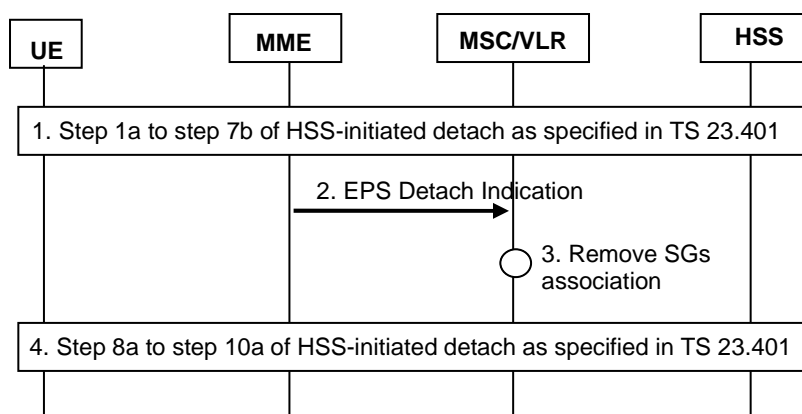 UE
MME
MSC/VLR
HSS
1. Step 1a to step 7b of HSS-initiated detach as specified in TS 23.401
2. EPS Detach Indication
3. Remove SGs
association
4. Step 8a to step 10a of HSS-initiated detach as specified in TS 23.401